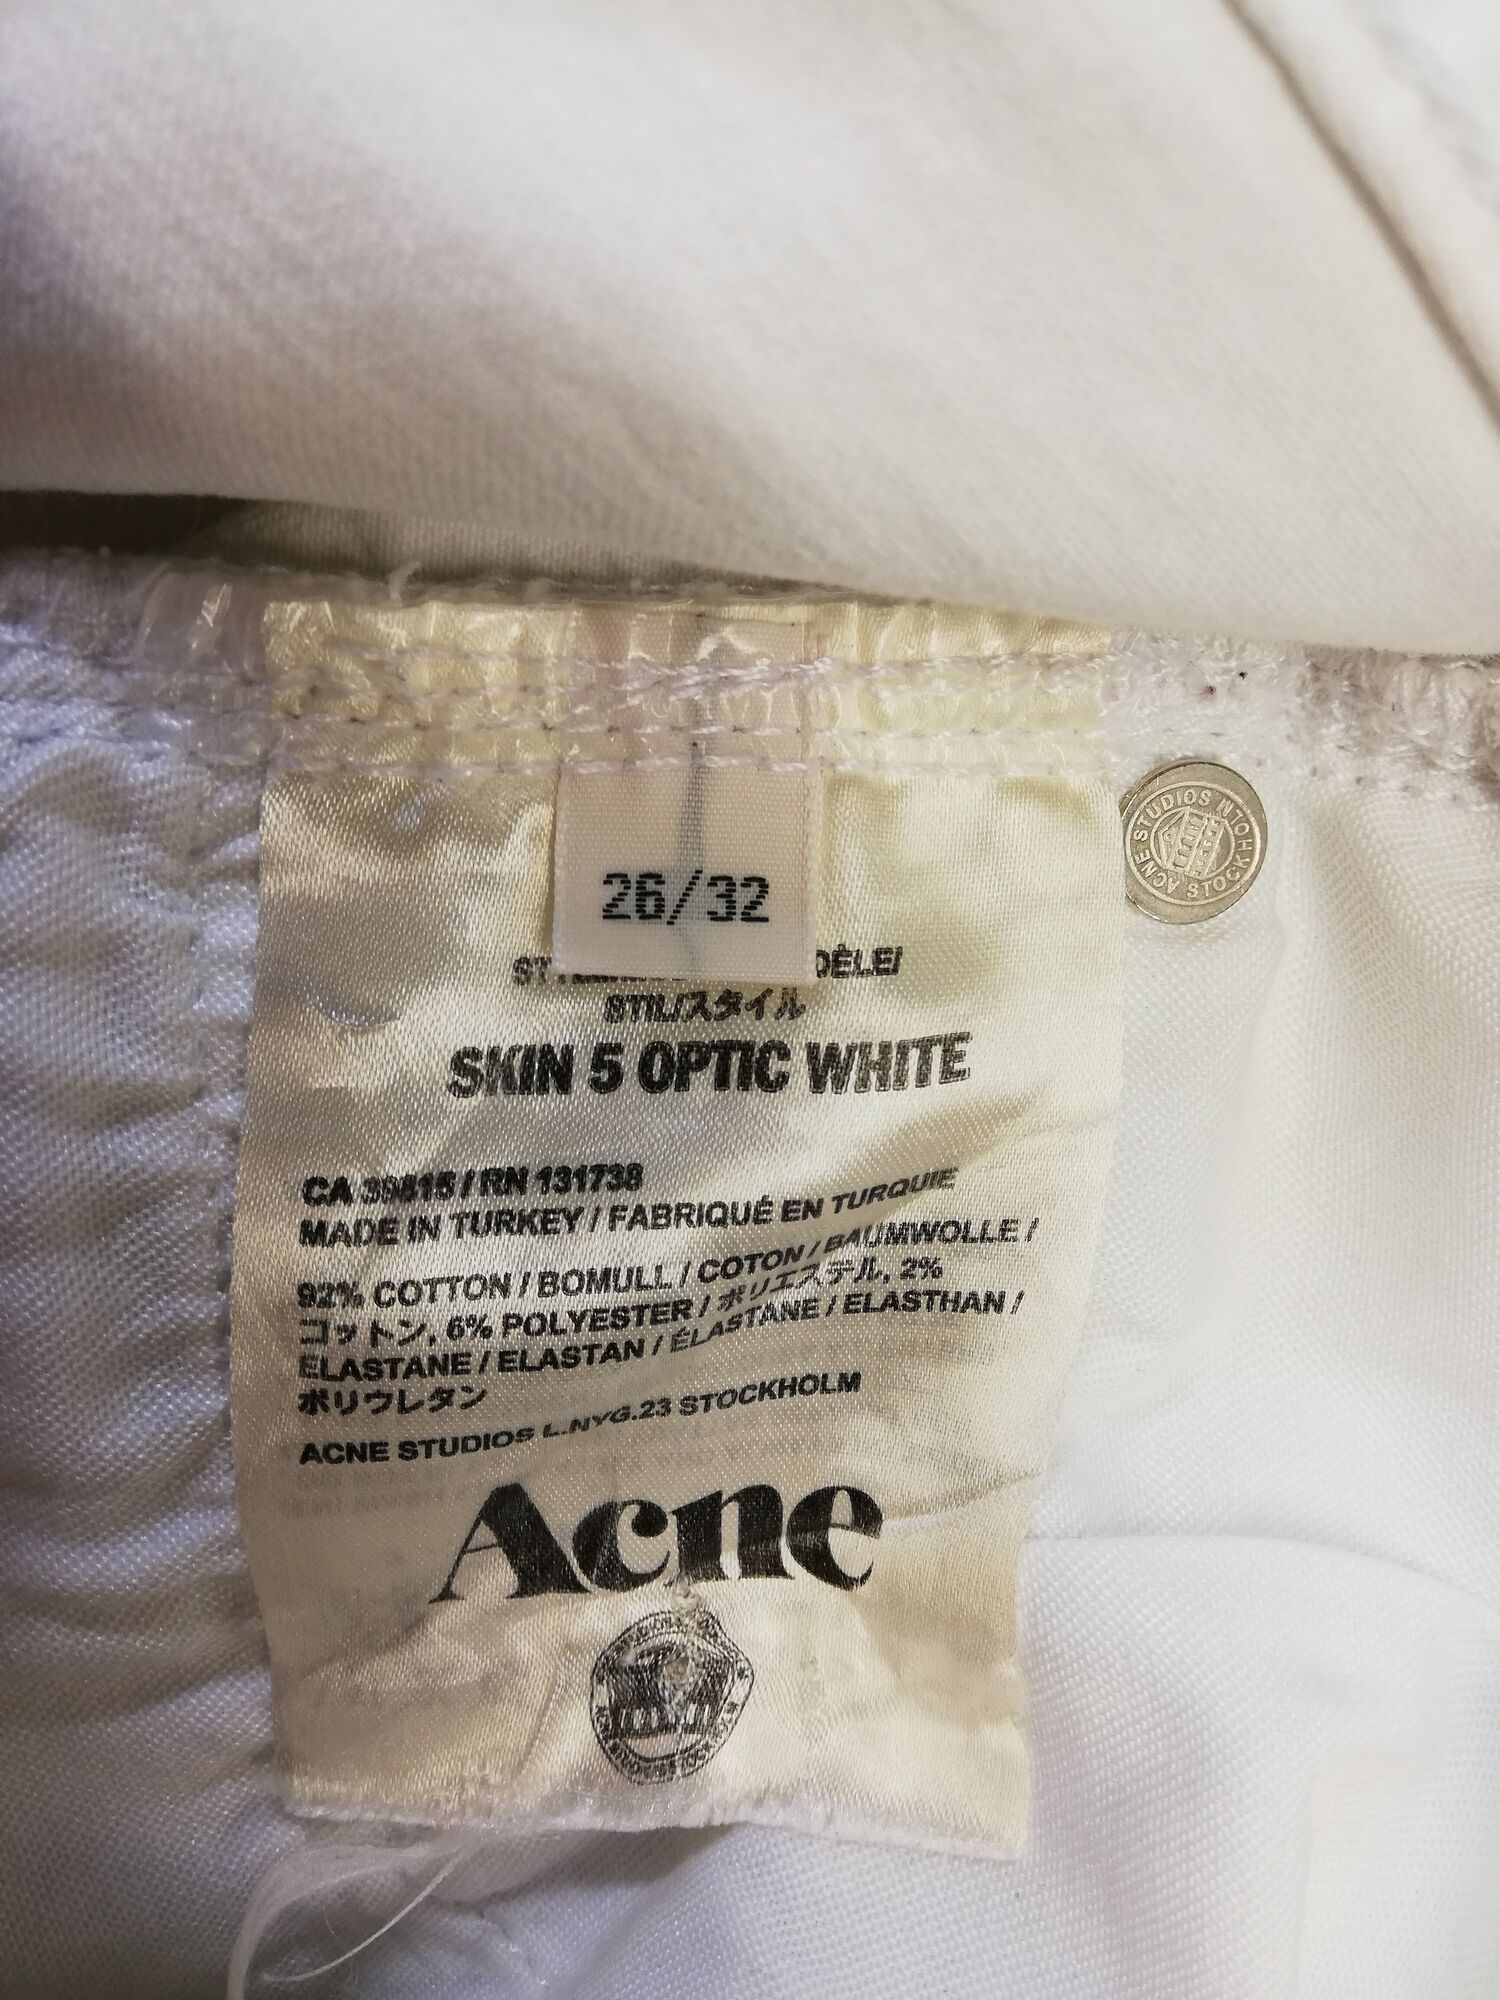 26/32
STIL/スタイル
SKIN 5 OPTIC WHITE
CA 39815 / RN 131738
MADE IN TURKEY / FABRIQUÉ EN TURQUIE
92% COTTON / BOMULL / COTON / BAUMWOLLE /
コットン, 6% POLYESTER / ポリエステル, 2%
ELASTANE / ELASTAN / ÉLASTANE / ELASTHAN /
ポリウレタン
ACNE STUDIOS L.NYG.23 STOCKHOLM
Acne
ACNE STUDIOS STOCKHOLM